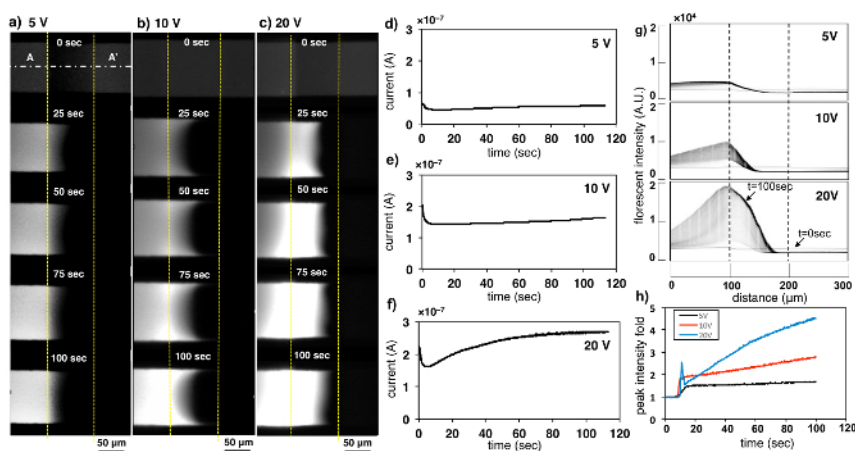 a) 5 V
0 sec
A
A'
25 sec
50 sec
75 sec
100 sec
50 µm
b) 10 V
0 sec
25 sec
50 sec
75 sec
100 sec
50 µm
c) 20 V
0 sec
25 sec
50 sec
75 sec
100 sec
50 µm
d)
×10⁻⁷
3
2
1
0
current (A)
5 V
0 20 40 60 80 100 120
time (sec)
e)
×10⁻⁷
3
2
1
0
current (A)
10 V
0 20 40 60 80 100 120
time (sec)
f)
×10⁻⁷
3
2
1
0
current (A)
20 V
0 20 40 60 80 100 120
time (sec)
g)
×10⁴
2
1
0
5V
2
1
0
10V
2
1
0
20V
t=100sec
t=0sec
florescent intensity (A.U.)
0 100 200 300
distance (µm)
h)
5V
10V
20V
5
4
3
2
1
0
peak intensity fold
0 20 40 60 80 100 120
time (sec)